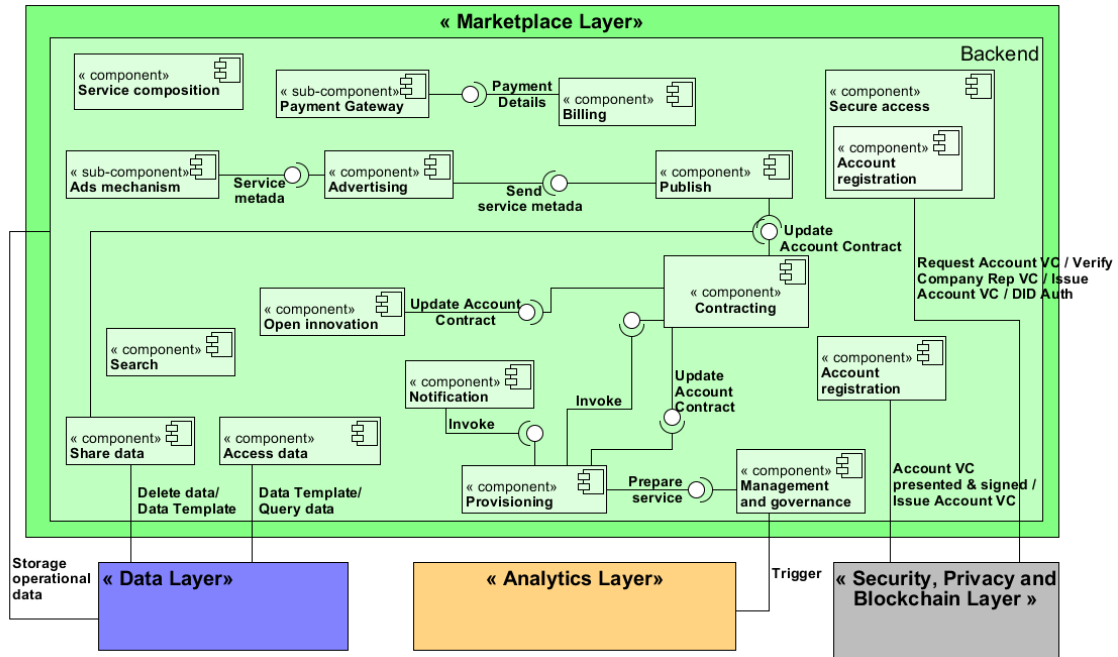 « Marketplace Layer»
Backend
« component»
Service composition
« sub-component»
Payment Gateway
Payment
Details
« component»
Billing
« component»
Secure access
« component»
Account
registration
« sub-component»
Ads mechanism
Service
metada
« component»
Advertising
Send
service metada
« component»
Publish
Update
Account Contract
Request Account VC / Verify
Company Rep VC / Issue
Account VC / DID Auth
« component»
Open innovation
Update Account
Contract
« component»
Contracting
« component»
Search
« component»
Notification
Invoke
Invoke
Update
Account
Contract
« component»
Account
registration
« component»
Share data
« component»
Access data
« component»
Provisioning
Prepare
service
« component»
Management
and governance
Account VC
presented & signed /
Issue Account VC
Delete data/
Data Template
Data Template/
Query data
Storage
operational
data
« Data Layer»
« Analytics Layer»
Trigger
« Security, Privacy and
Blockchain Layer »